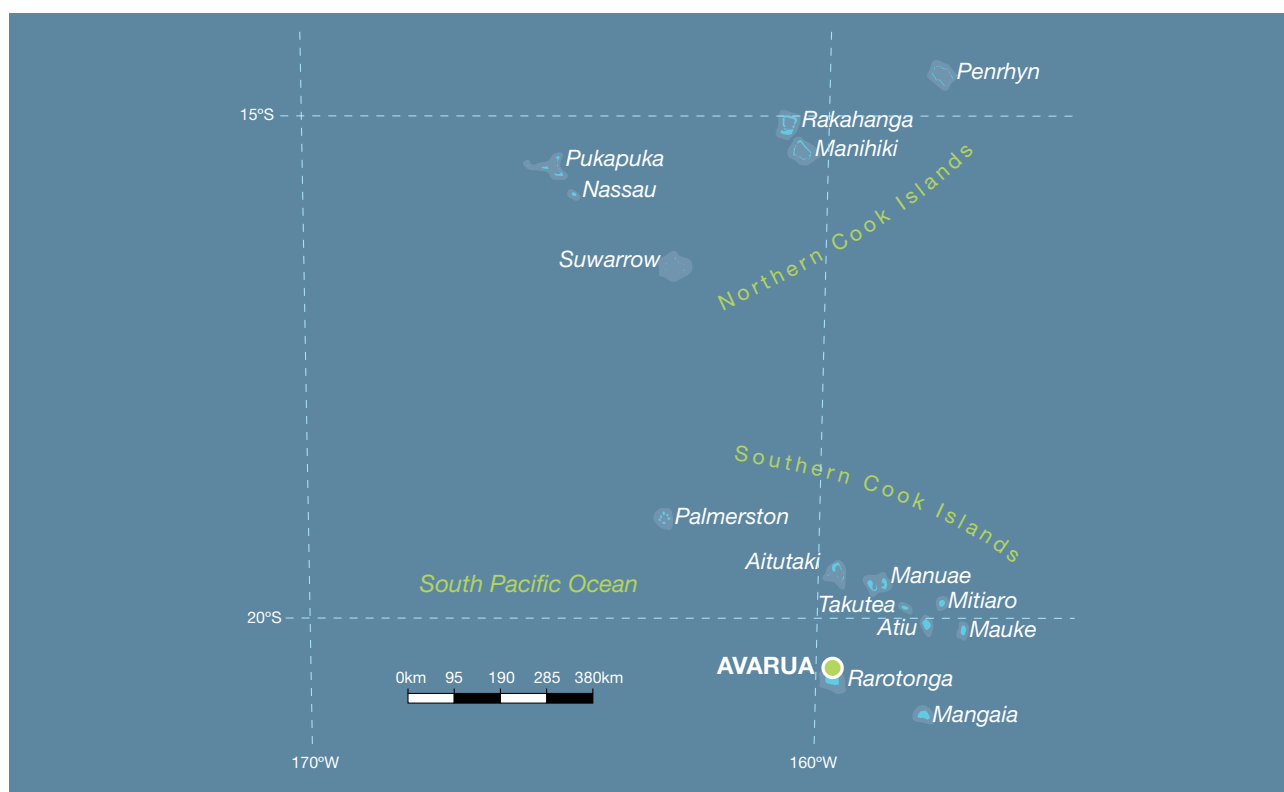 Penrhyn
15ºS
Rakahanga
Manihiki
Pukapuka
Nassau
Northern Cook Islands
Suwarrow
Southern Cook Islands
Palmerston
Aitutaki
Manuae
South Pacific Ocean
Takutea
Mitiaro
20ºS
Atiu
Mauke
AVARUA
Rarotonga
0km 95 190 285 380km
Mangaia
170ºW
160ºW